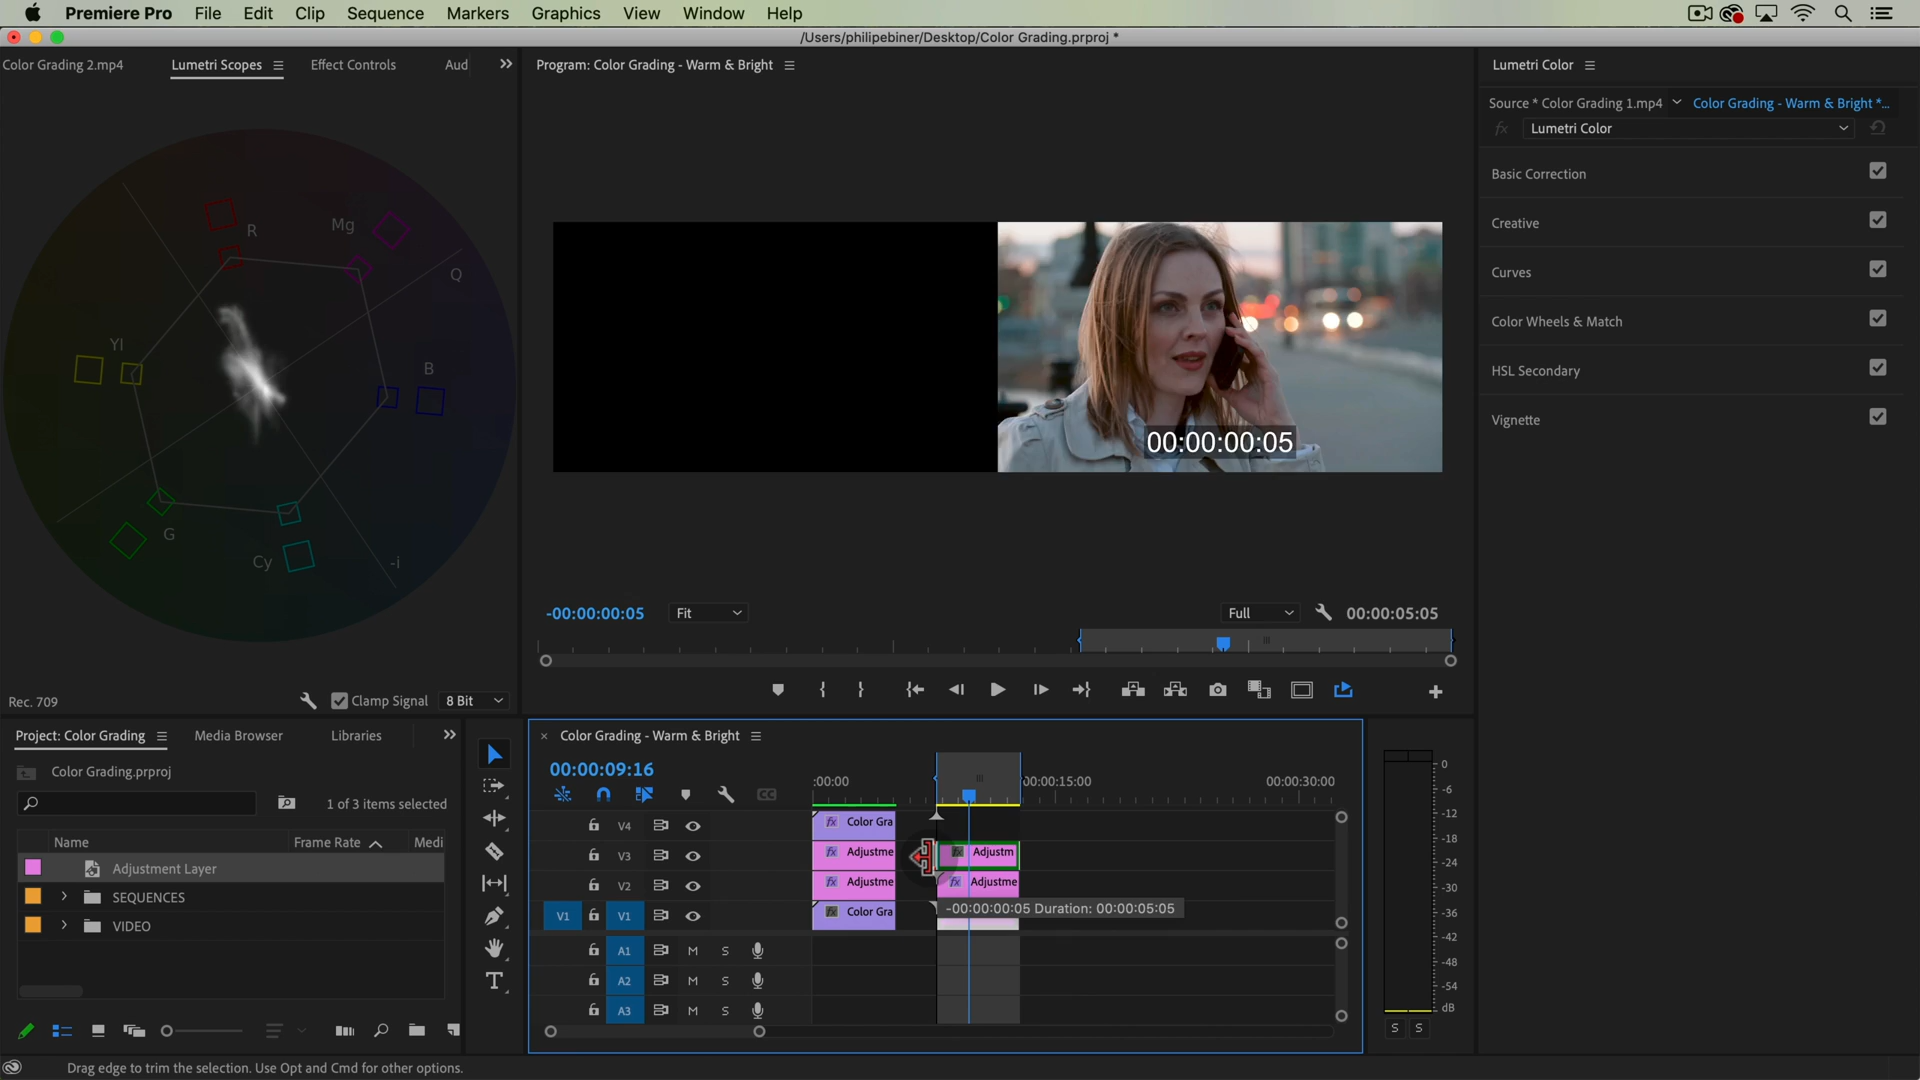 Premiere Pro File Edit Clip Sequence Markers Graphics View Window Help
/Users/philipebiner/Desktop/Color Grading.prproj *
Color Grading 2.mp4 Lumetri Scopes Effect Controls Aud
Program: Color Grading - Warm & Bright
Lumetri Color
Source * Color Grading 1.mp4 Color Grading - Warm & Bright *...
fx Lumetri Color
Basic Correction
Creative
Curves
Color Wheels & Match
HSL Secondary
Vignette
R
Mg
Q
Yl
B
G
Cy
-i
00:00:00:05
-00:00:00:05 Fit Full 00:00:05:05
Rec. 709 Clamp Signal 8 Bit
Project: Color Grading Media Browser Libraries
Color Grading.prproj
1 of 3 items selected
Name Frame Rate Medi
Adjustment Layer
SEQUENCES
VIDEO
× Color Grading - Warm & Bright
00:00:09:16
:00:00 00:00:15:00 00:00:30:00
V4 fx Color Gra
V3 fx Adjustme fx Adjustm
V2 fx Adjustme fx Adjustme
V1 V1 fx Color Gra
-00:00:00:05 Duration: 00:00:05:05
A1 M S
A2 M S
A3 M S
0
-6
-12
-18
-24
-30
-36
-42
-48
-54
dB
S S
Drag edge to trim the selection. Use Opt and Cmd for other options.